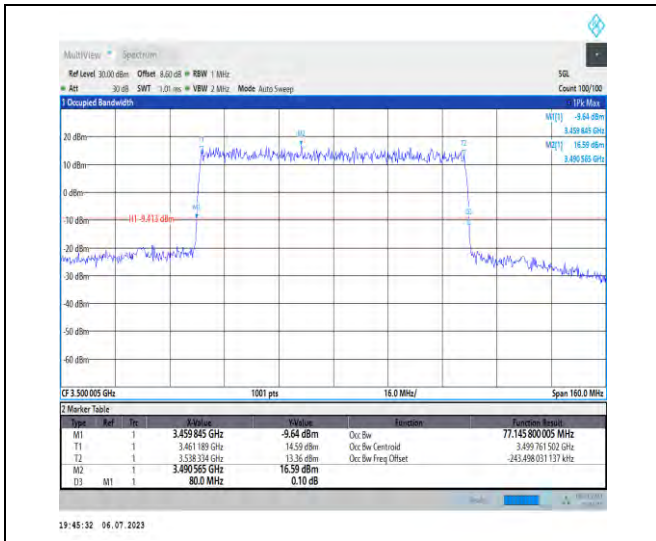 MultiView Spectrum
Ref Level 30.00 dBm Offset 8.60 dB RBW 1 MHz SGL
Att 30 dB SWT 1.01 ms VBW 2 MHz Mode Auto Sweep Count 100/100
1 Occupied Bandwidth 1Pk Max
M1[1] -9.64 dBm
3.459 845 GHz
M2[1] 16.59 dBm
3.490 565 GHz
20 dBm
M2
T1
T2
10 dBm
0 dBm
M1
D3
H1 -9.413 dBm
-10 dBm
-20 dBm
-30 dBm
-40 dBm
-50 dBm
-60 dBm
CF 3.500 005 GHz 1001 pts 16.0 MHz/ Span 160.0 MHz
2 Marker Table
Type Ref Trc X-Value Y-Value Function Function Result
M1 1 3.459 845 GHz -9.64 dBm Occ Bw 77.145 800 005 MHz
T1 1 3.461 189 GHz 14.59 dBm Occ Bw Centroid 3.499 761 502 GHz
T2 1 3.538 334 GHz 13.36 dBm Occ Bw Freq Offset -243.498 031 137 kHz
M2 1 3.490 565 GHz 16.59 dBm
D3 M1 1 80.0 MHz 0.10 dB
19:45:32 06.07.2023